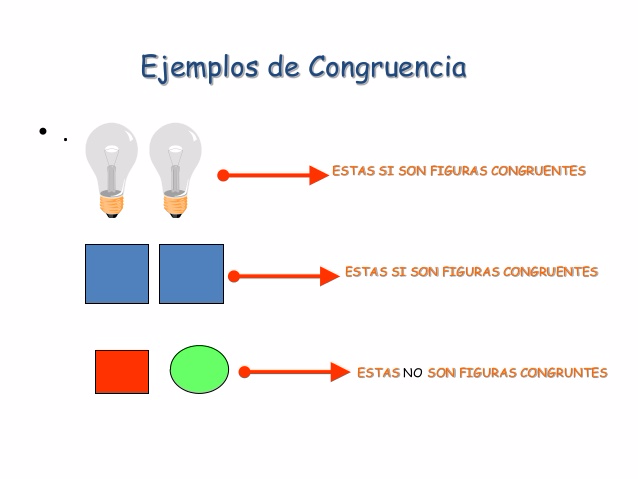 Ejemplos de Congruencia
• .
ESTAS SI SON FIGURAS CONGRUENTES
ESTAS SI SON FIGURAS CONGRUENTES
ESTAS NO SON FIGURAS CONGRUNTES